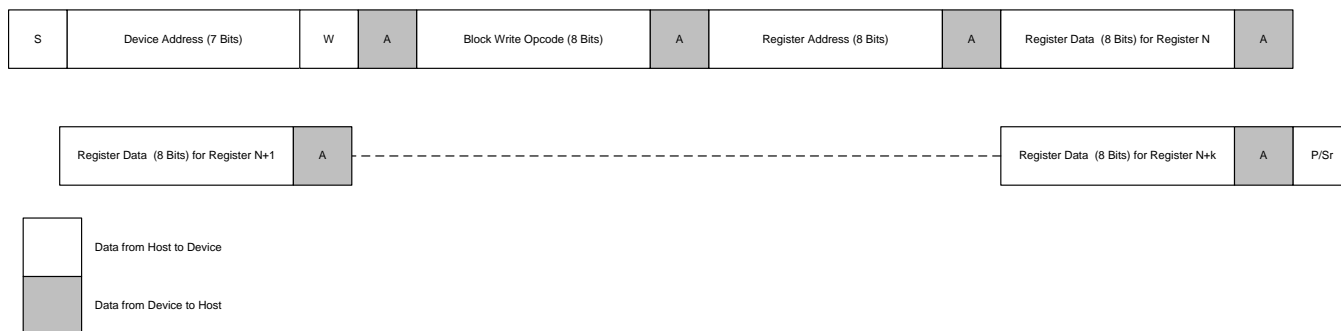 S Device Address (7 Bits) W A Block Write Opcode (8 Bits) A Register Address (8 Bits) A Register Data (8 Bits) for Register N A
Register Data (8 Bits) for Register N+1 A Register Data (8 Bits) for Register N+k A P/Sr
Data from Host to Device
Data from Device to Host